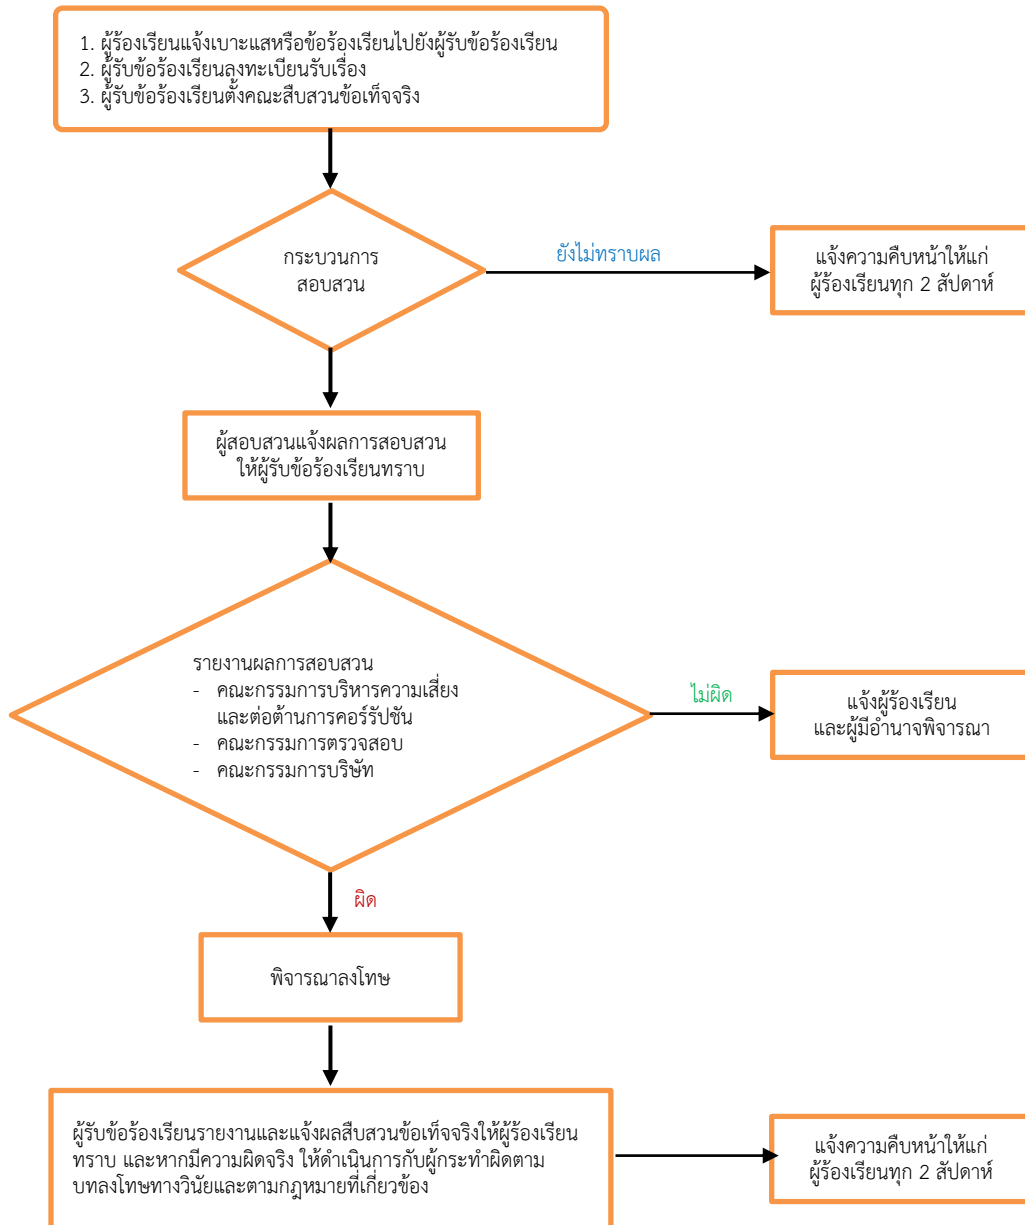 1. ผู้ร้องเรียนแจ้งเบาะแสหรือข้อร้องเรียนไปยังผู้รับข้อร้องเรียน
2. ผู้รับข้อร้องเรียนลงทะเบียนรับเรื่อง
3. ผู้รับข้อร้องเรียนตั้งคณะสืบสวนข้อเท็จจริง
กระบวนการ
สอบสวน
ยังไม่ทราบผล
แจ้งความคืบหน้าให้แก่
ผู้ร้องเรียนทุก 2 สัปดาห์
ผู้สอบสวนแจ้งผลการสอบสวน
ให้ผู้รับข้อร้องเรียนทราบ
รายงานผลการสอบสวน
- คณะกรรมการบริหารความเสี่ยง
และต่อต้านการคอร์รัปชัน
- คณะกรรมการตรวจสอบ
- คณะกรรมการบริษัท
ไม่ผิด
แจ้งผู้ร้องเรียน
และผู้มีอำนาจพิจารณา
ผิด
พิจารณาลงโทษ
ผู้รับข้อร้องเรียนรายงานและแจ้งผลสืบสวนข้อเท็จจริงให้ผู้ร้องเรียน
ทราบ และหากมีความผิดจริง ให้ดำเนินการกับผู้กระทำผิดตาม
บทลงโทษทางวินัยและตามกฎหมายที่เกี่ยวข้อง
แจ้งความคืบหน้าให้แก่
ผู้ร้องเรียนทุก 2 สัปดาห์